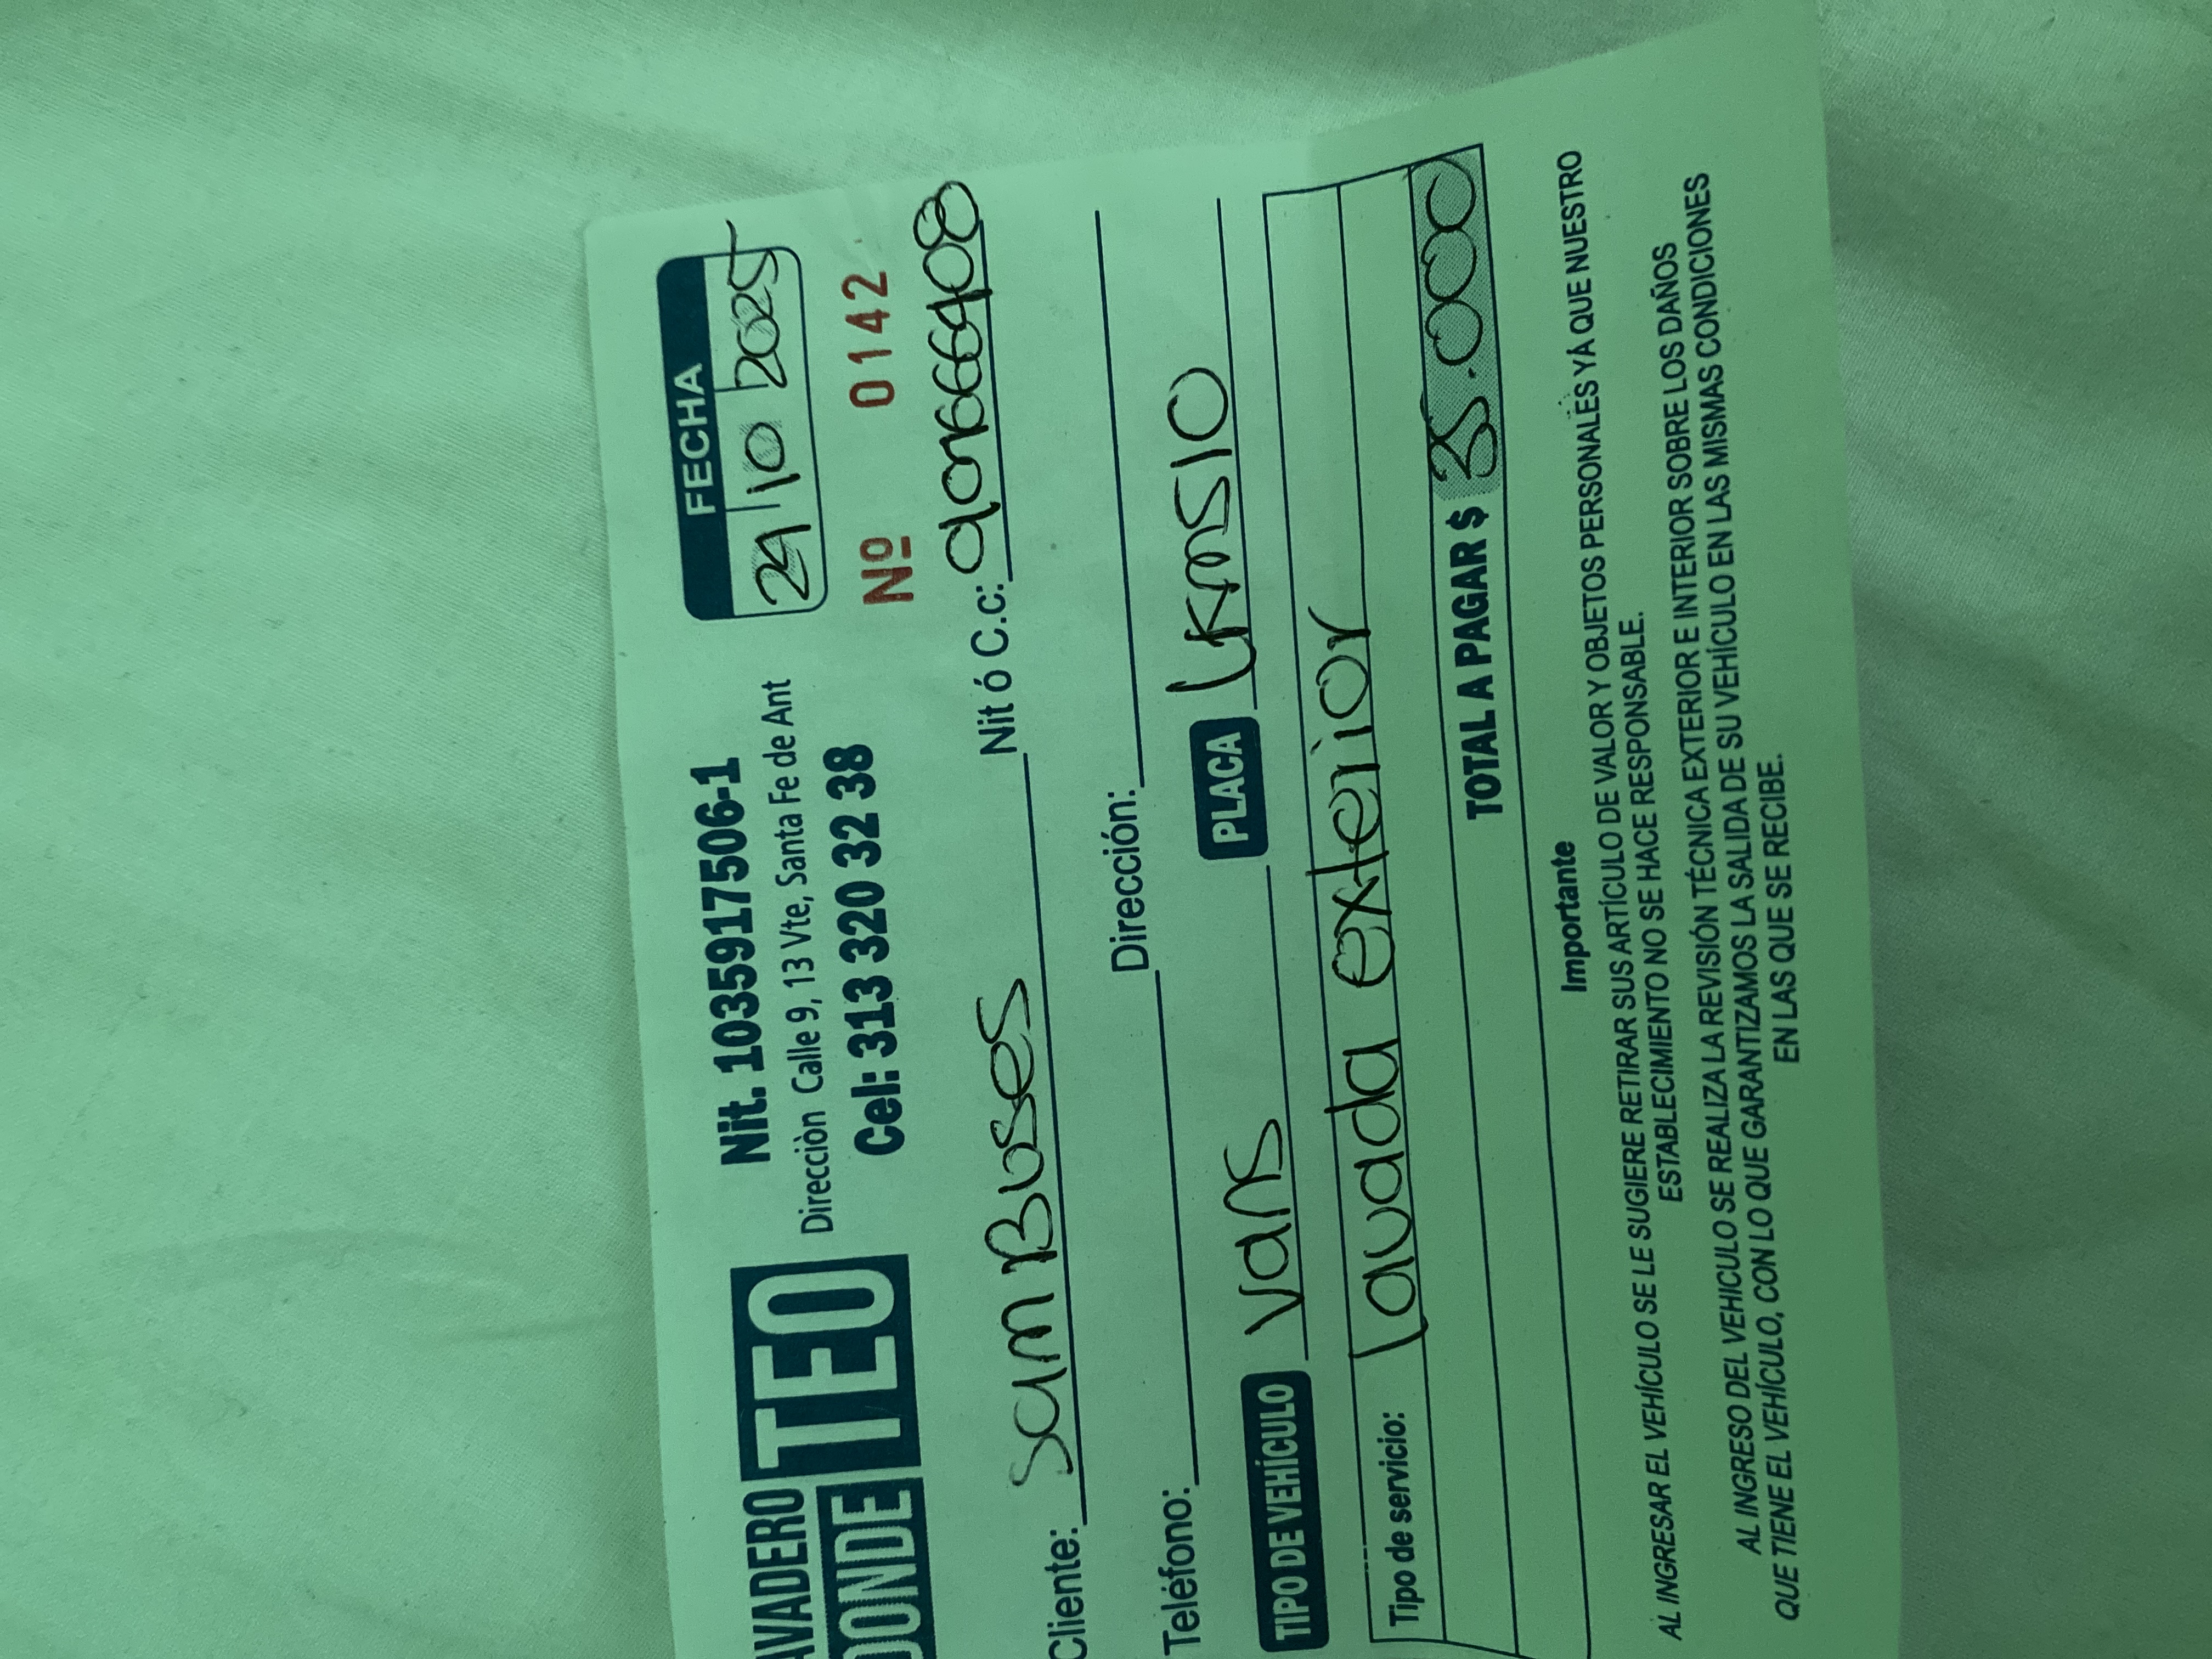 AVADERO
DONDE TEO
Nit. 1035917506-1
Direcciòn Calle 9, 13 Vte, Santa Fe de Ant
Cel: 313 320 32 38
FECHA
29 10 2025
Nº 0142
Cliente: sam Buses Nit ó C.c:
Teléfono: Dirección:
TIPO DE VEHÍCULO Vans PLACA LKM510
Tipo de servicio: lavada exterior
TOTAL A PAGAR $ 35.000
Importante
AL INGRESAR EL VEHÍCULO SE LE SUGIERE RETIRAR SUS ARTÍCULO DE VALOR Y OBJETOS PERSONALES YÁ QUE NUESTRO
ESTABLECIMIENTO NO SE HACE RESPONSABLE.
AL INGRESO DEL VEHICULO SE REALIZA LA REVISIÓN TÉCNICA EXTERIOR E INTERIOR SOBRE LOS DAÑOS
QUE TIENE EL VEHÍCULO, CON LO QUE GARANTIZAMOS LA SALIDA DE SU VEHÍCULO EN LAS MISMAS CONDICIONES
EN LAS QUE SE RECIBE.